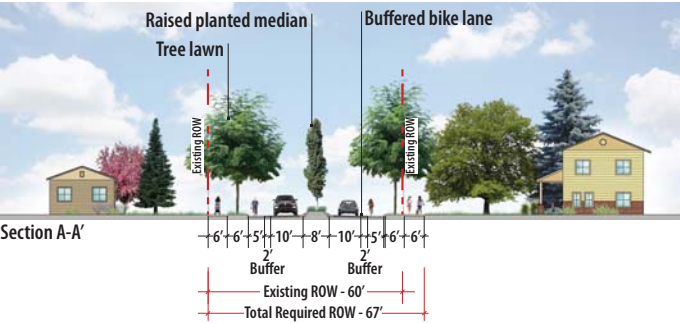 Raised planted median
Buffered bike lane
Tree lawn
Existing ROW
Existing ROW
Section A-A’
6’ 6’ 5’ 10’ 8’ 10’ 5’ 6’ 6’
2’ 2’
Buffer Buffer
Existing ROW - 60’
Total Required ROW - 67’